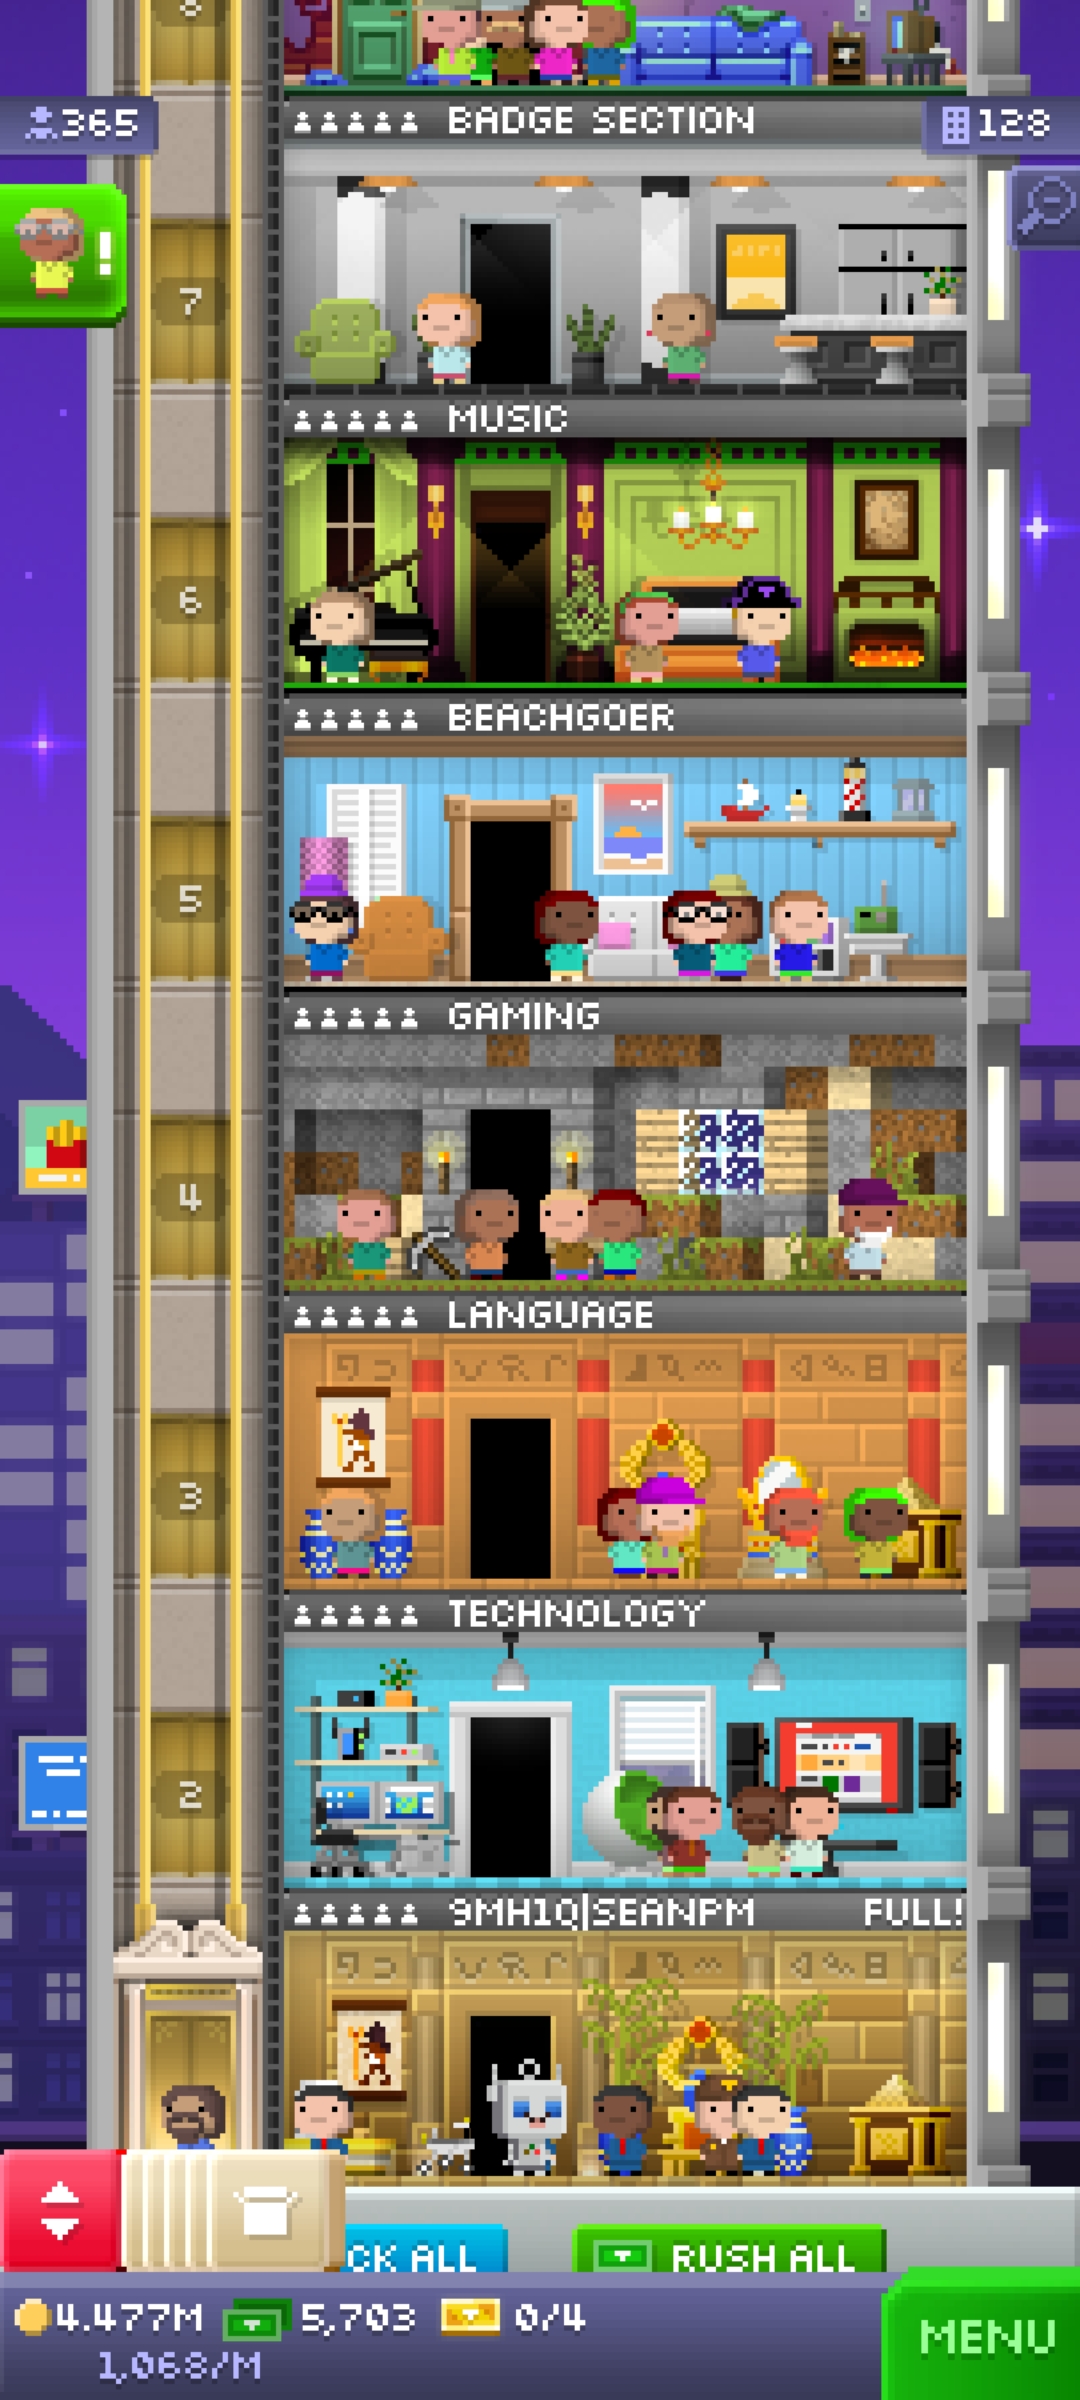 8
365
BADGE SECTION
128
!
7
MUSIC
6
BEACHGOER
5
GAMING
4
LANGUAGE
3
TECHNOLOGY
2
9MH1Q|SEANPM FULL!
CK ALL
RUSH ALL
4.477M 5,703 0/4
1,068/M
MENU